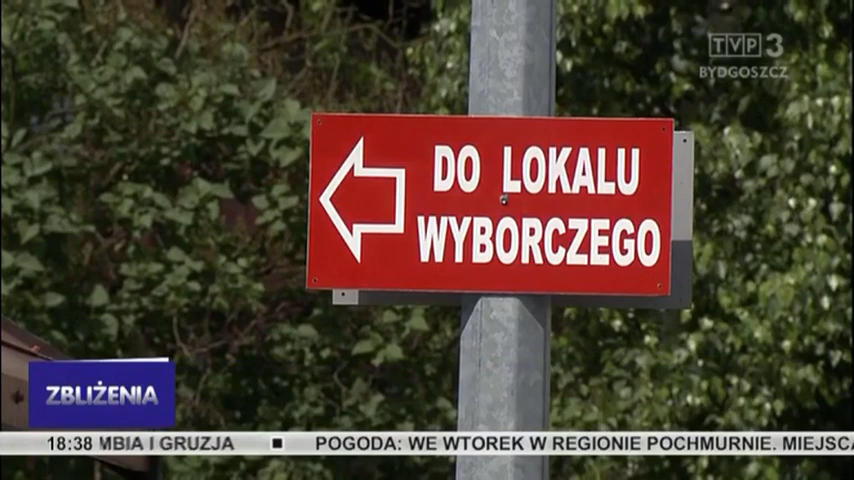 TVP3
BYDGOSZCZ
DO LOKALU
WYBORCZEGO
ZBLIŻENIA
18:38 MBIA I GRUZJA ■ POGODA: WE WTOREK W REGIONIE POCHMURNIE. MIEJSCA